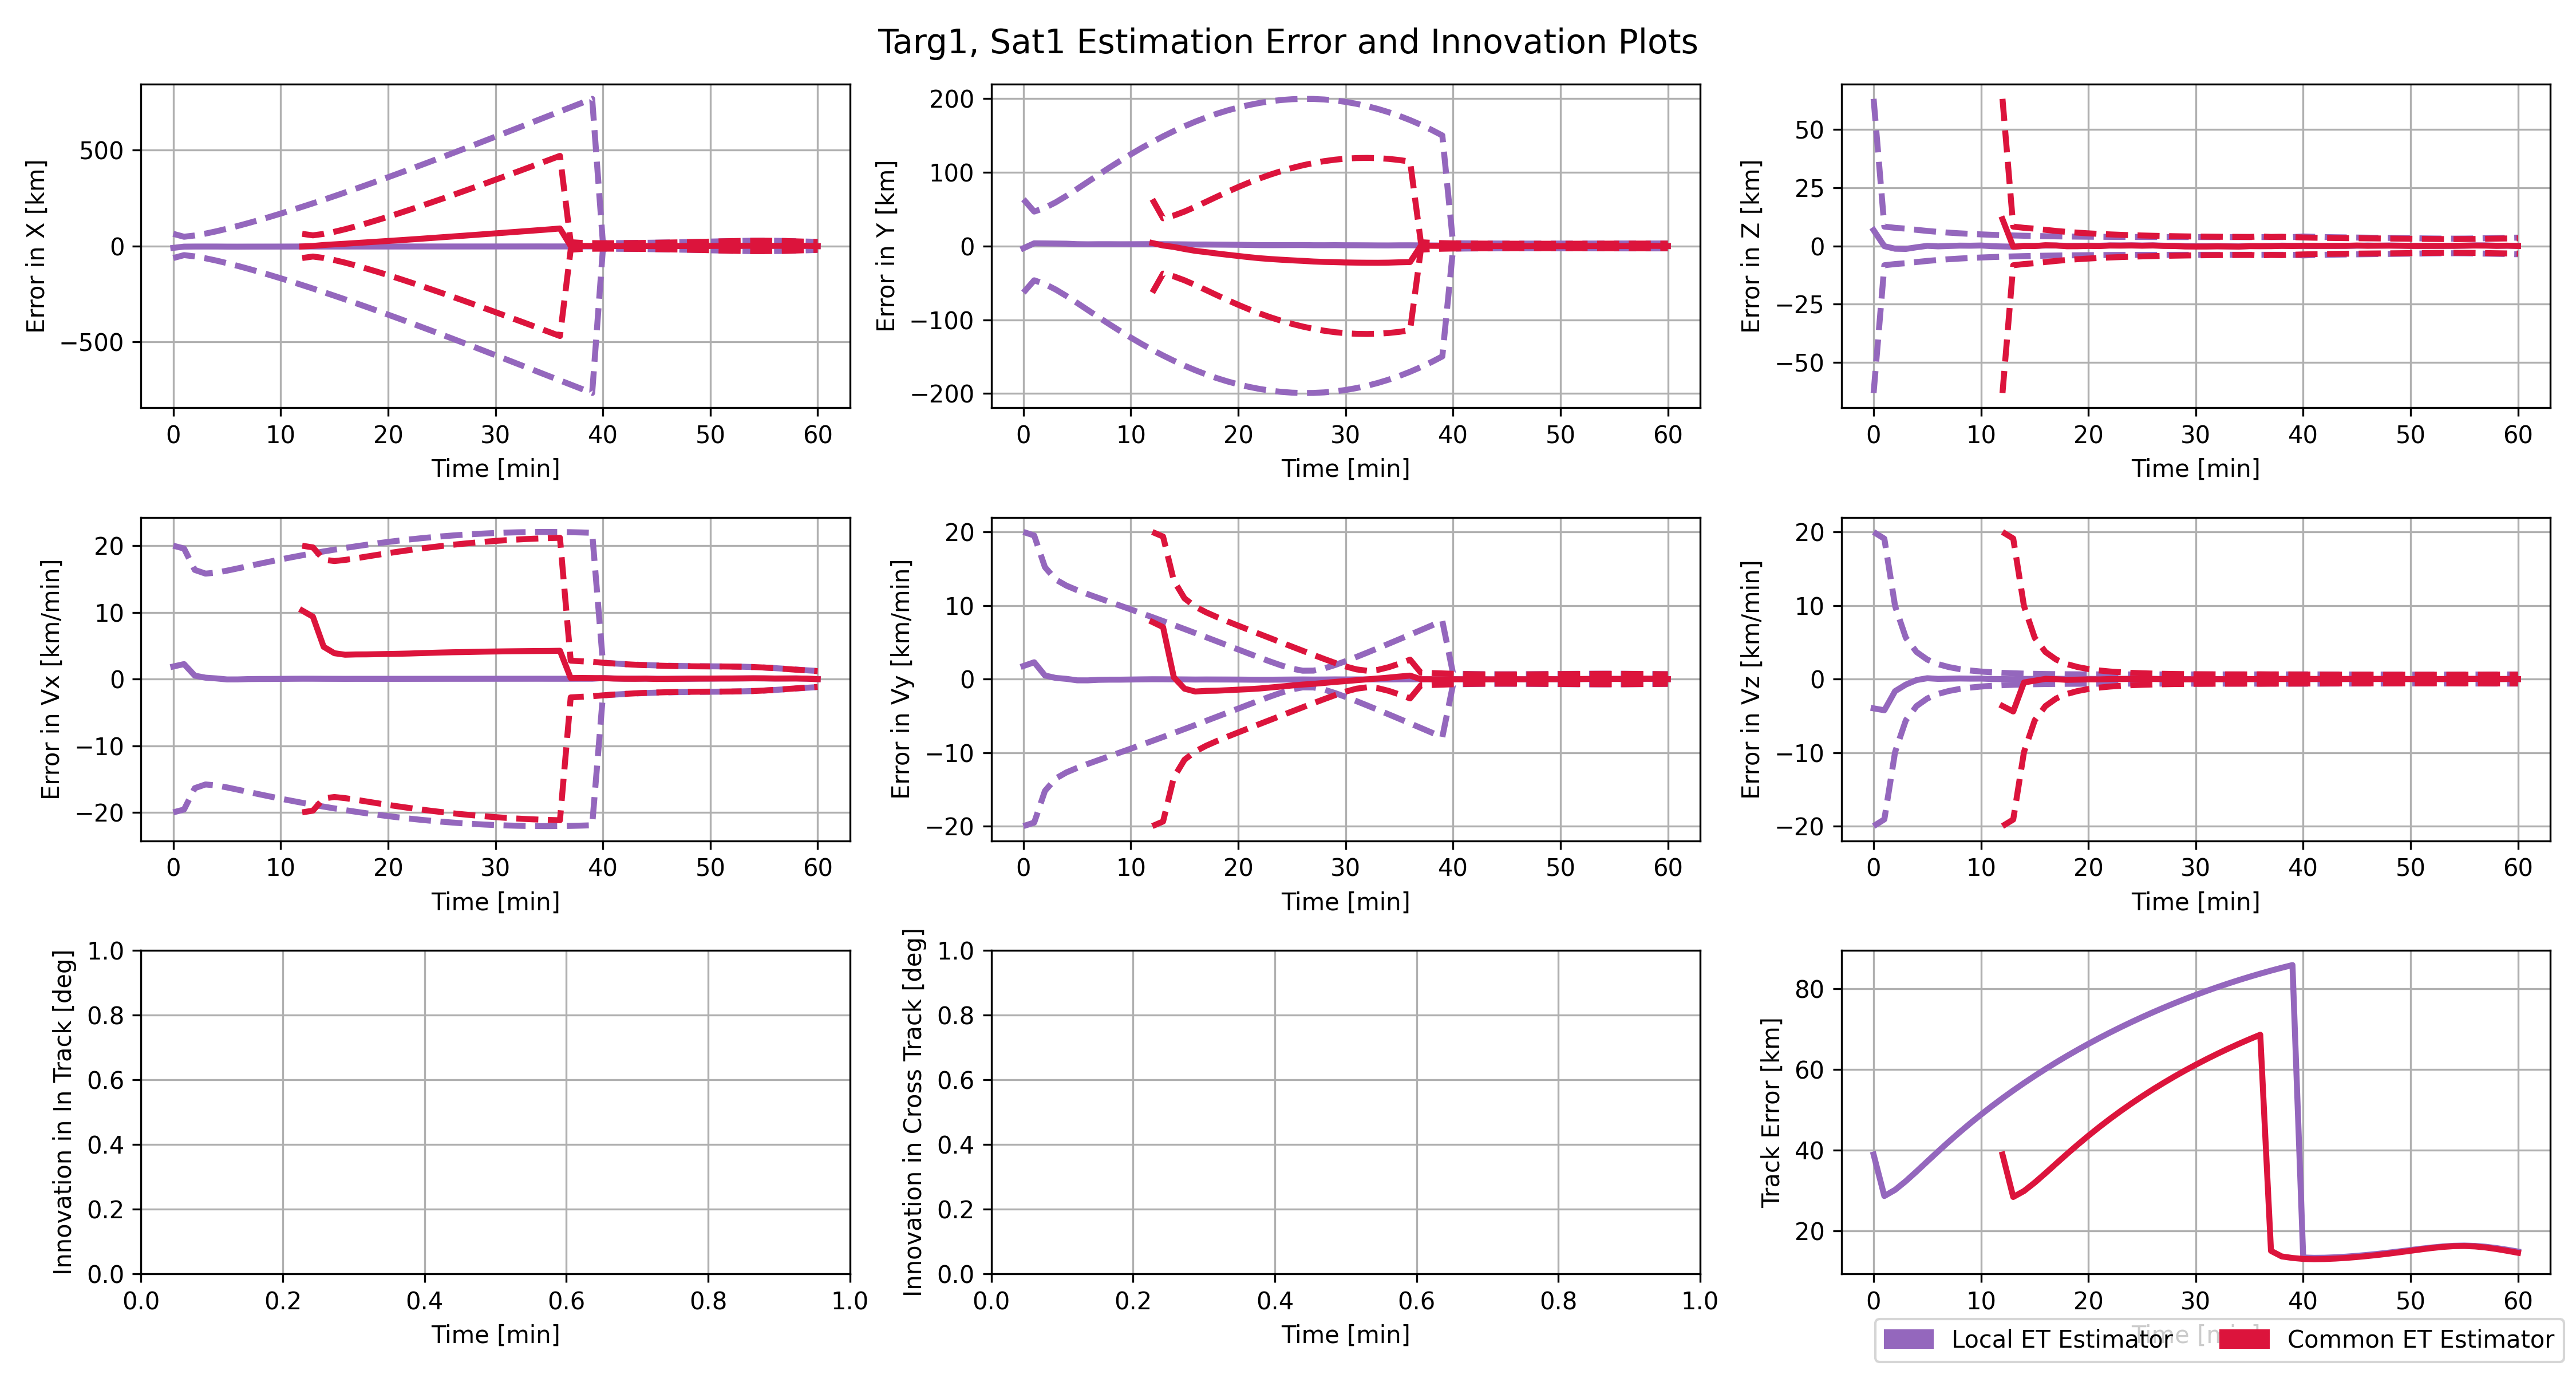 Targ1, Sat1 Estimation Error and Innovation Plots
Error in X [km]
500
0
−500
0 10 20 30 40 50 60
Time [min]
Error in Y [km]
200
100
0
−100
−200
0 10 20 30 40 50 60
Time [min]
Error in Z [km]
50
25
0
−25
−50
0 10 20 30 40 50 60
Time [min]
Error in Vx [km/min]
20
10
0
−10
−20
0 10 20 30 40 50 60
Time [min]
Error in Vy [km/min]
20
10
0
−10
−20
0 10 20 30 40 50 60
Time [min]
Error in Vz [km/min]
20
10
0
−10
−20
0 10 20 30 40 50 60
Time [min]
Innovation in In Track [deg]
1.0
0.8
0.6
0.4
0.2
0.0
0.0 0.2 0.4 0.6 0.8 1.0
Time [min]
Innovation in Cross Track [deg]
1.0
0.8
0.6
0.4
0.2
0.0
0.0 0.2 0.4 0.6 0.8 1.0
Time [min]
Track Error [km]
80
60
40
20
0 10 20 30 40 50 60
Time [min]
Local ET Estimator Common ET Estimator